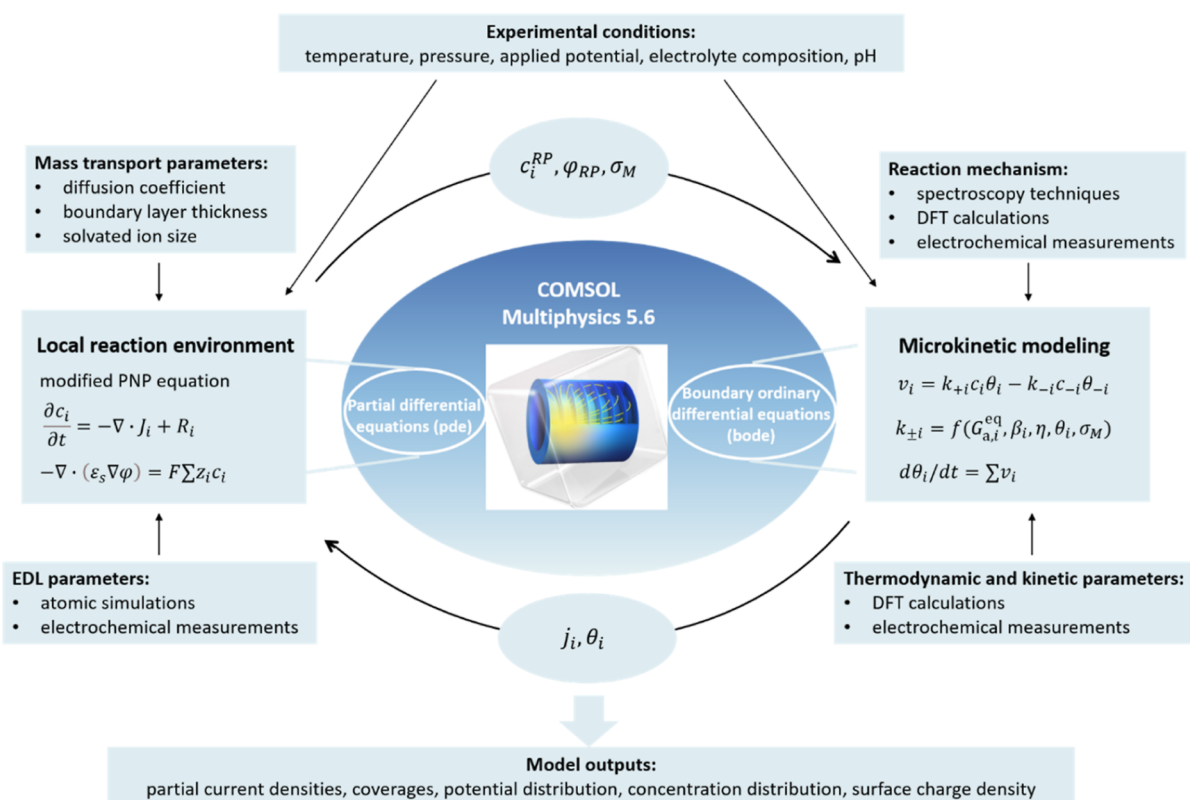 Experimental conditions:
temperature, pressure, applied potential, electrolyte composition, pH
c_i^{RP}, φ_{RP}, σ_M
Mass transport parameters:
• diffusion coefficient
• boundary layer thickness
• solvated ion size
Reaction mechanism:
• spectroscopy techniques
• DFT calculations
• electrochemical measurements
COMSOL
Multiphysics 5.6
Local reaction environment
modified PNP equation
∂c_i/∂t = −∇ · J_i + R_i
−∇ · (ε_s∇φ) = F∑z_ic_i
Partial differential
equations (pde)
Boundary ordinary
differential equations
(bode)
Microkinetic modeling
v_i = k_{+i}c_iθ_i − k_{−i}c_{−i}θ_{−i}
k_{±i} = f(G_{a,i}^{eq}, β_i, η, θ_i, σ_M)
dθ_i/dt = ∑v_i
EDL parameters:
• atomic simulations
• electrochemical measurements
Thermodynamic and kinetic parameters:
• DFT calculations
• electrochemical measurements
j_i, θ_i
Model outputs:
partial current densities, coverages, potential distribution, concentration distribution, surface charge density